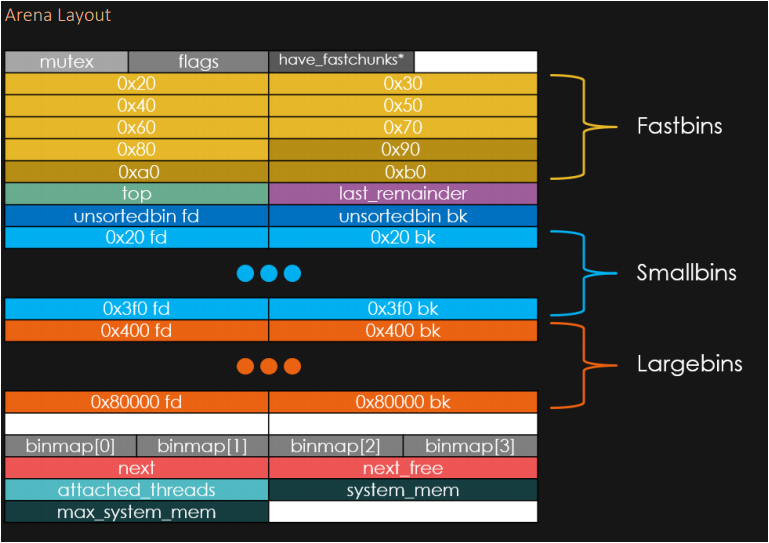 Arena Layout
mutex flags have_fastchunks*
0x20 0x30
0x40 0x50
0x60 0x70
0x80 0x90
0xa0 0xb0
Fastbins
top last_remainder
unsortedbin fd unsortedbin bk
0x20 fd 0x20 bk
Smallbins
0x3f0 fd 0x3f0 bk
0x400 fd 0x400 bk
Largebins
0x80000 fd 0x80000 bk
binmap[0] binmap[1] binmap[2] binmap[3]
next next_free
attached_threads system_mem
max_system_mem